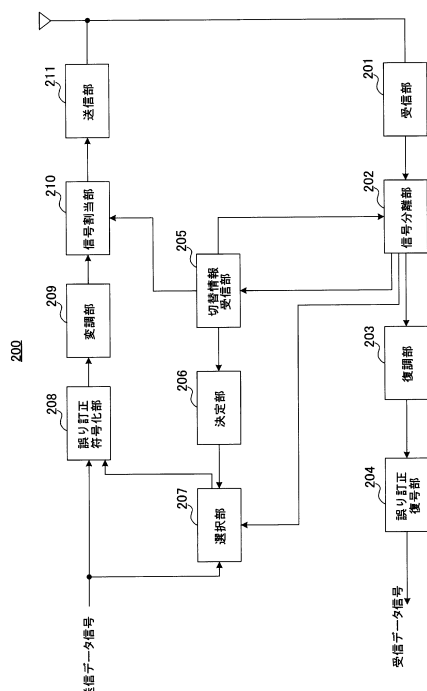 200
送信データ信号
208
誤り訂正
符号化部
209
変調部
210
信号割当部
211
送信部
207
選択部
206
決定部
205
切替情報
受信部
受信データ信号
204
誤り訂正
復号部
203
復調部
202
信号分離部
201
受信部